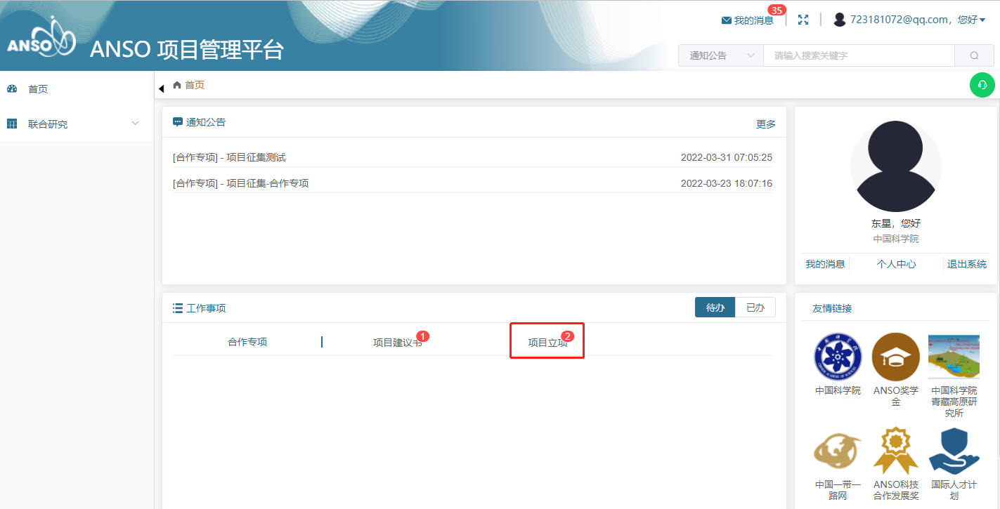 35
我的消息
723181072@qq.com，您好
ANSO
ANSO 项目管理平台
通知公告
请输入搜索关键字
首页
首页
联合研究
通知公告
更多
[合作专项] - 项目征集测试
2022-03-31 07:05:25
[合作专项] - 项目征集-合作专项
2022-03-23 18:07:16
东星，您好
中国科学院
我的消息
个人中心
退出系统
工作事项
待办
已办
合作专项
项目建议书
1
项目立项
2
友情链接
中国科学院
ANSO奖学
金
中国科学院
青藏高原研
究所
中国一带一
路网
ANSO科技
合作发展奖
国际人才计
划